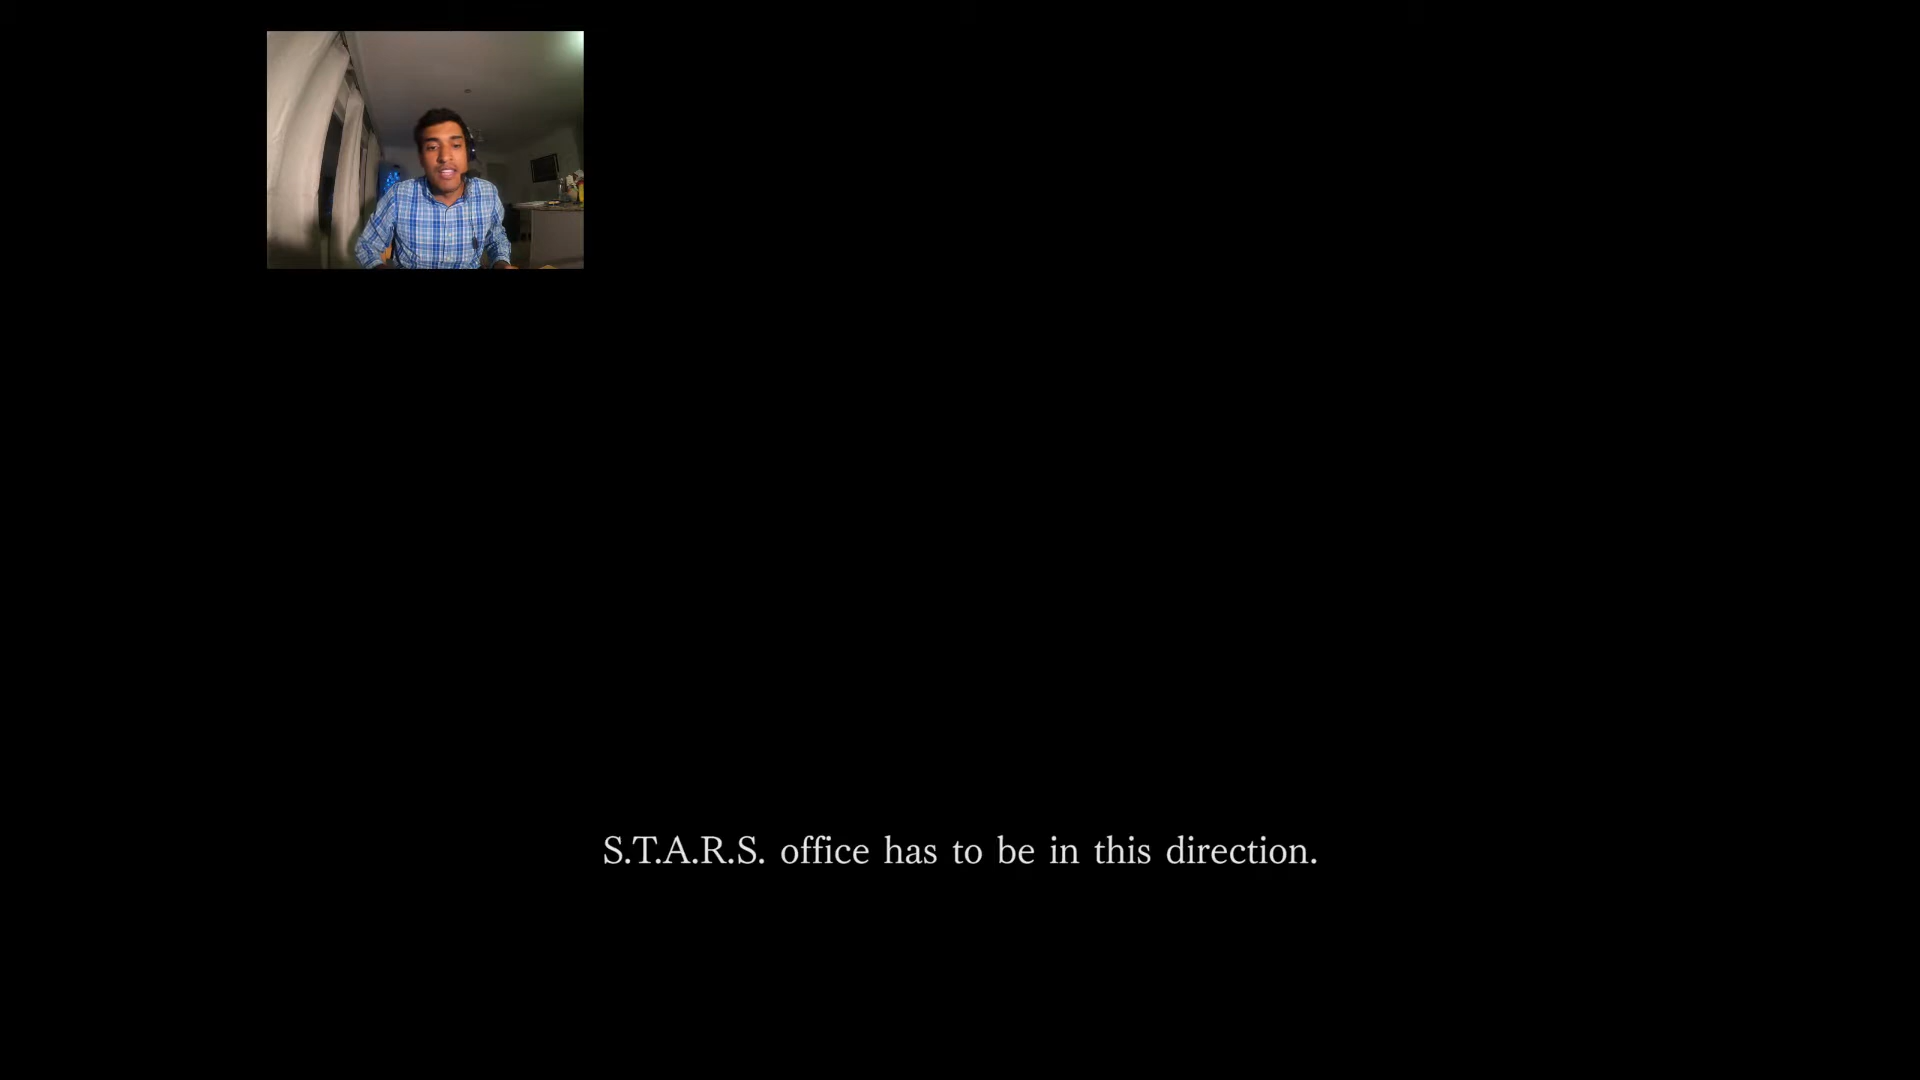 S.T.A.R.S. office has to be in this direction.